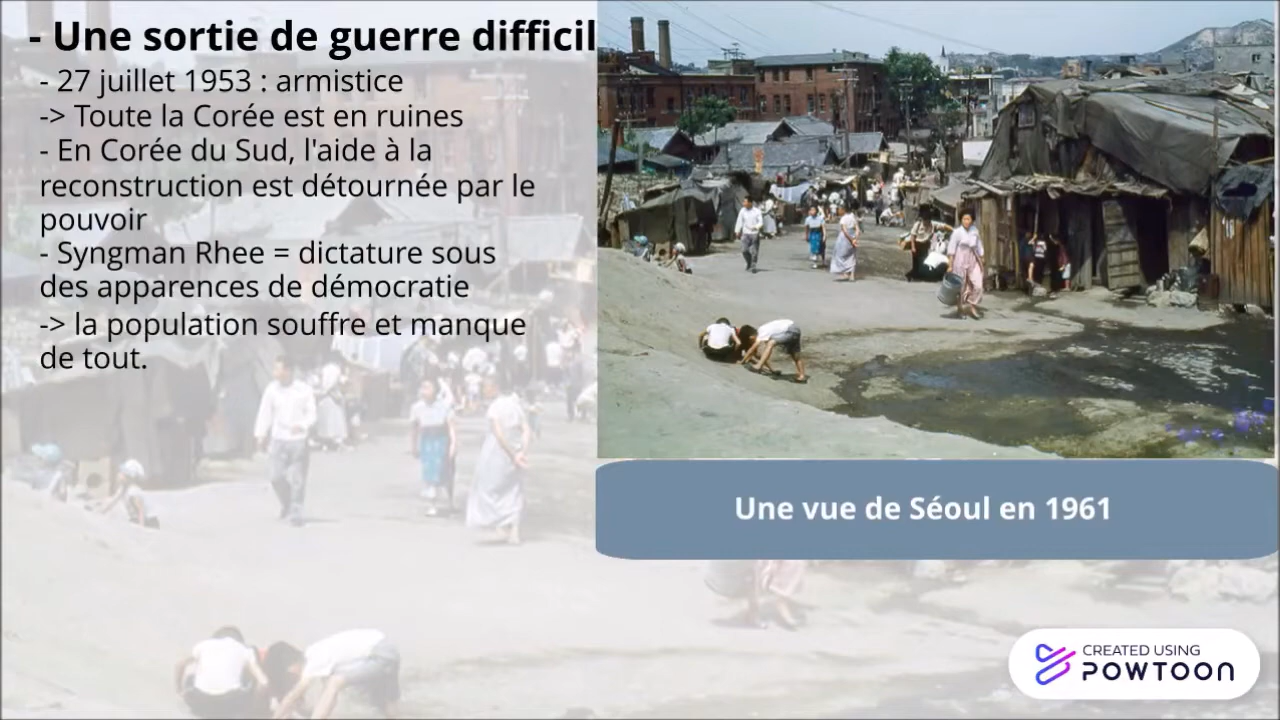 - Une sortie de guerre difficil
- 27 juillet 1953 : armistice
-> Toute la Corée est en ruines
- En Corée du Sud, l'aide à la
reconstruction est détournée par le
pouvoir
- Syngman Rhee = dictature sous
des apparences de démocratie
-> la population souffre et manque
de tout.
Une vue de Séoul en 1961
CREATED USING
POWTOON